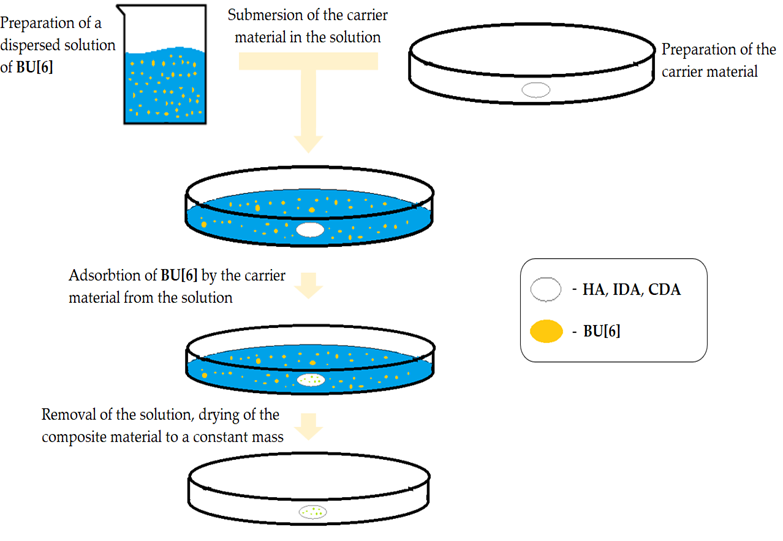 Preparation of a
dispersed solution
of BU[6]
Submersion of the carrier
material in the solution
Preparation of the
carrier material
Adsorbtion of BU[6] by the carrier
material from the solution
- HA, IDA, CDA
- BU[6]
Removal of the solution, drying of the
composite material to a constant mass